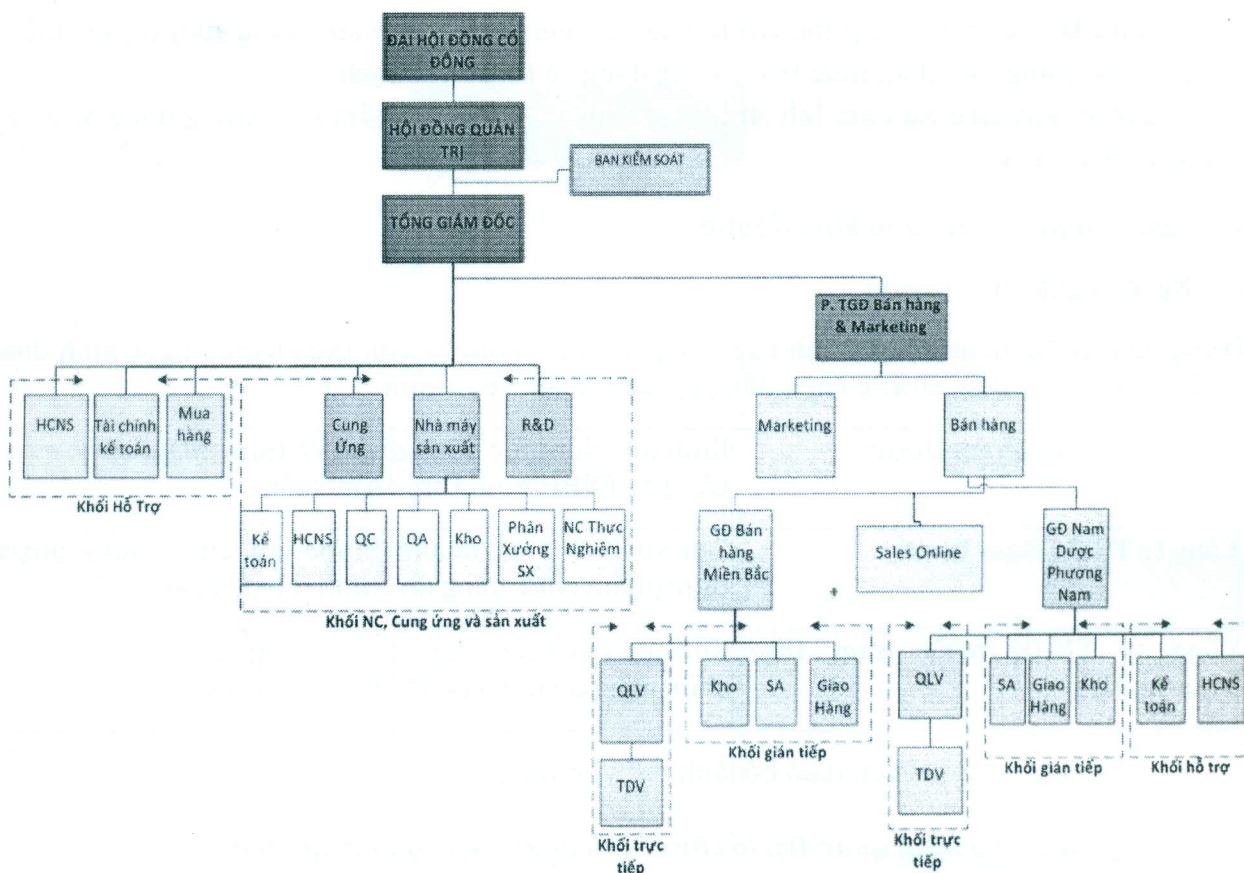 ĐẠI HỘI ĐỒNG CỔ
ĐÔNG
HỘI ĐỒNG QUẢN
TRỊ
BAN KIỂM SOÁT
TỔNG GIÁM ĐỐC
P. TGĐ Bán hàng
& Marketing
HCNS
Tài chính
kế toán
Mua
hàng
Khối Hỗ Trợ
Cung
Ứng
Nhà máy
sản xuất
R&D
Kế
toán
HCNS
QC
QA
Kho
Phân
Xưởng
SX
NC Thực
Nghiệm
Khối NC, Cung ứng và sản xuất
Marketing
Bán hàng
GĐ Bán
hàng
Miền Bắc
Sales Online
GĐ Nam
Dược
Phương
Nam
QLV
TDV
Khối trực
tiếp
Kho
SA
Giao
Hàng
Khối gián tiếp
QLV
TDV
Khối trực
tiếp
SA
Giao
Hàng
Kho
Khối gián tiếp
Kế
toán
HCNS
Khối hỗ trợ